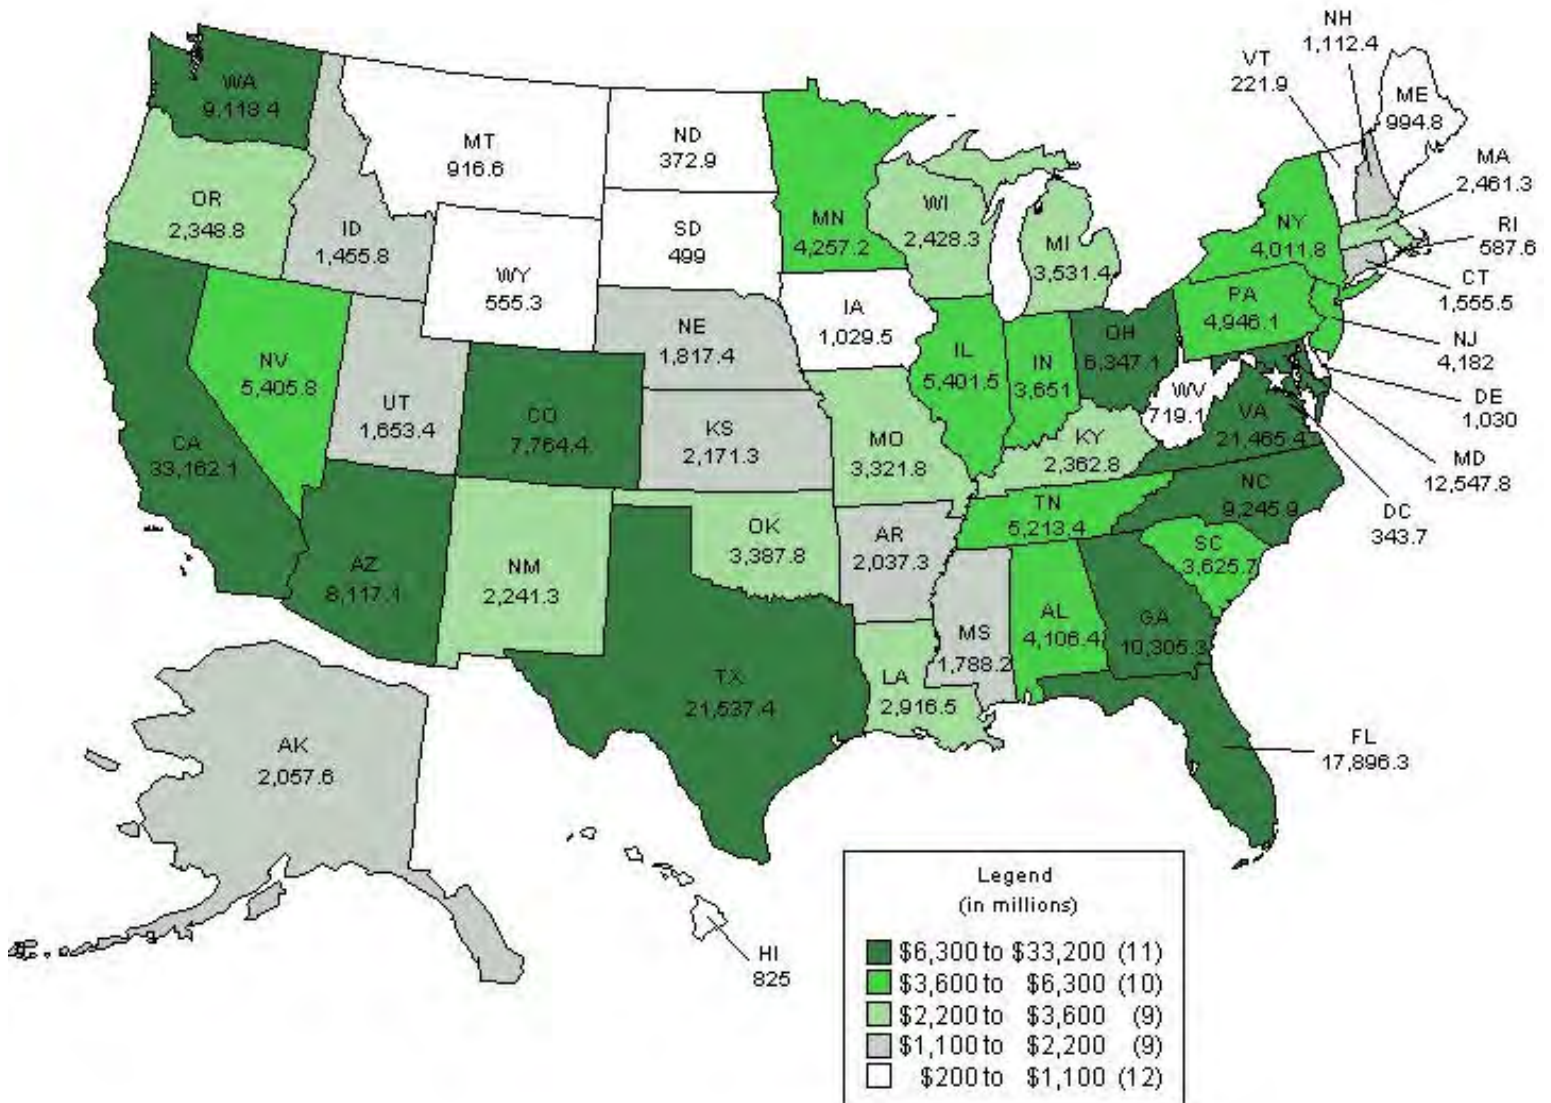 NH
1,112.4
VT
221.9
ME
994.8
MA
2,461.3
RI
587.6
CT
1,555.5
NJ
4,182
DE
1,030
MD
12,547.8
DC
343.7
WA
9,118.4
MT
916.6
ND
372.9
MN
4,257.2
OR
2,348.8
ID
1,455.8
SD
499
WI
2,428.3
MI
3,531.4
NY
4,011.8
WY
555.3
IA
1,029.5
PA
4,946.1
NV
5,405.8
UT
1,653.4
NE
1,817.4
IL
5,401.5
IN
3,651
OH
6,347.1
WV
719.1
VA
21,465.4
CA
33,162.1
CO
7,764.4
KS
2,171.3
MO
3,321.8
KY
2,362.8
NC
9,245.9
TN
5,213.4
AZ
8,117.1
NM
2,241.3
OK
3,387.8
AR
2,037.3
SC
3,625.7
MS
1,788.2
AL
4,106.4
GA
10,305.3
TX
21,537.4
LA
2,916.5
FL
17,896.3
AK
2,057.6
HI
825
Legend
(in millions)
$6,300 to $33,200 (11)
$3,600 to $6,300 (10)
$2,200 to $3,600 (9)
$1,100 to $2,200 (9)
$200 to $1,100 (12)